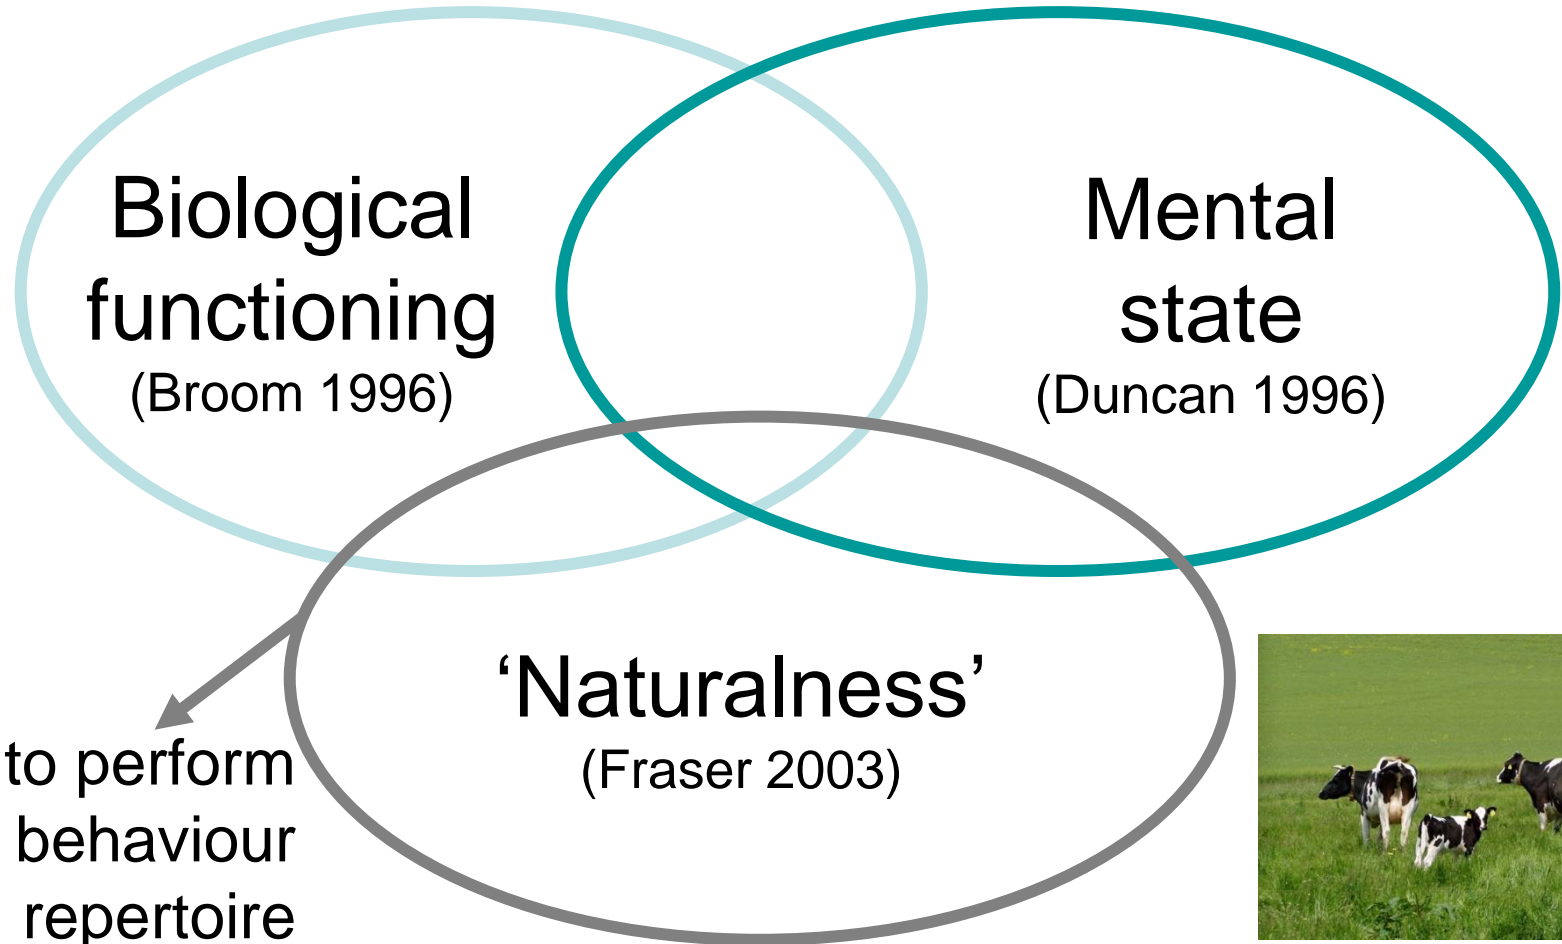 Biological
functioning
(Broom 1996)
Mental
state
(Duncan 1996)
‘Naturalness’
(Fraser 2003)
to perform
behaviour
repertoire